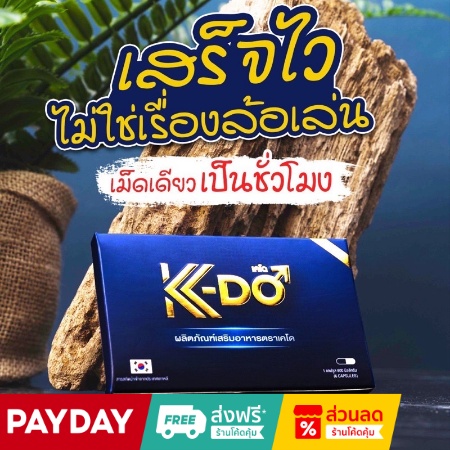 เสร็จไว
ไม่ใช่เรื่องล้อเล่น
เม็ดเดียว เป็นชั่วโมง
K-DO
ผลิตภัณฑ์เสริมอาหารตราเคโด
PAYDAY
FREE
ส่งฟรี*
ร้านโค้ดคุ้ม
%
ส่วนลด
ร้านโค้ดคุ้ม